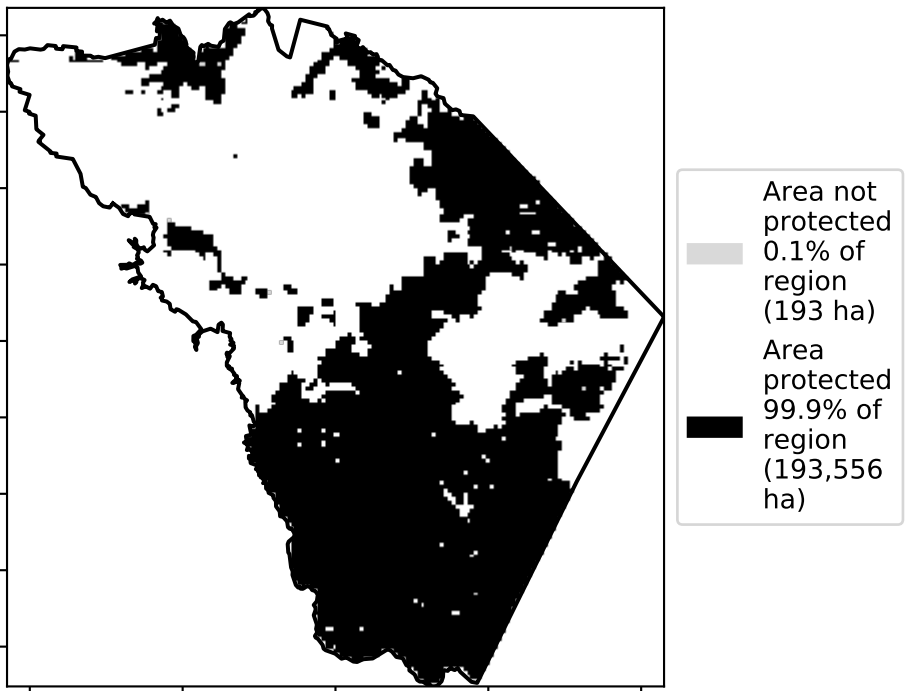 Area not
protected
0.1% of
region
(193 ha)
Area
protected
99.9% of
region
(193,556
ha)